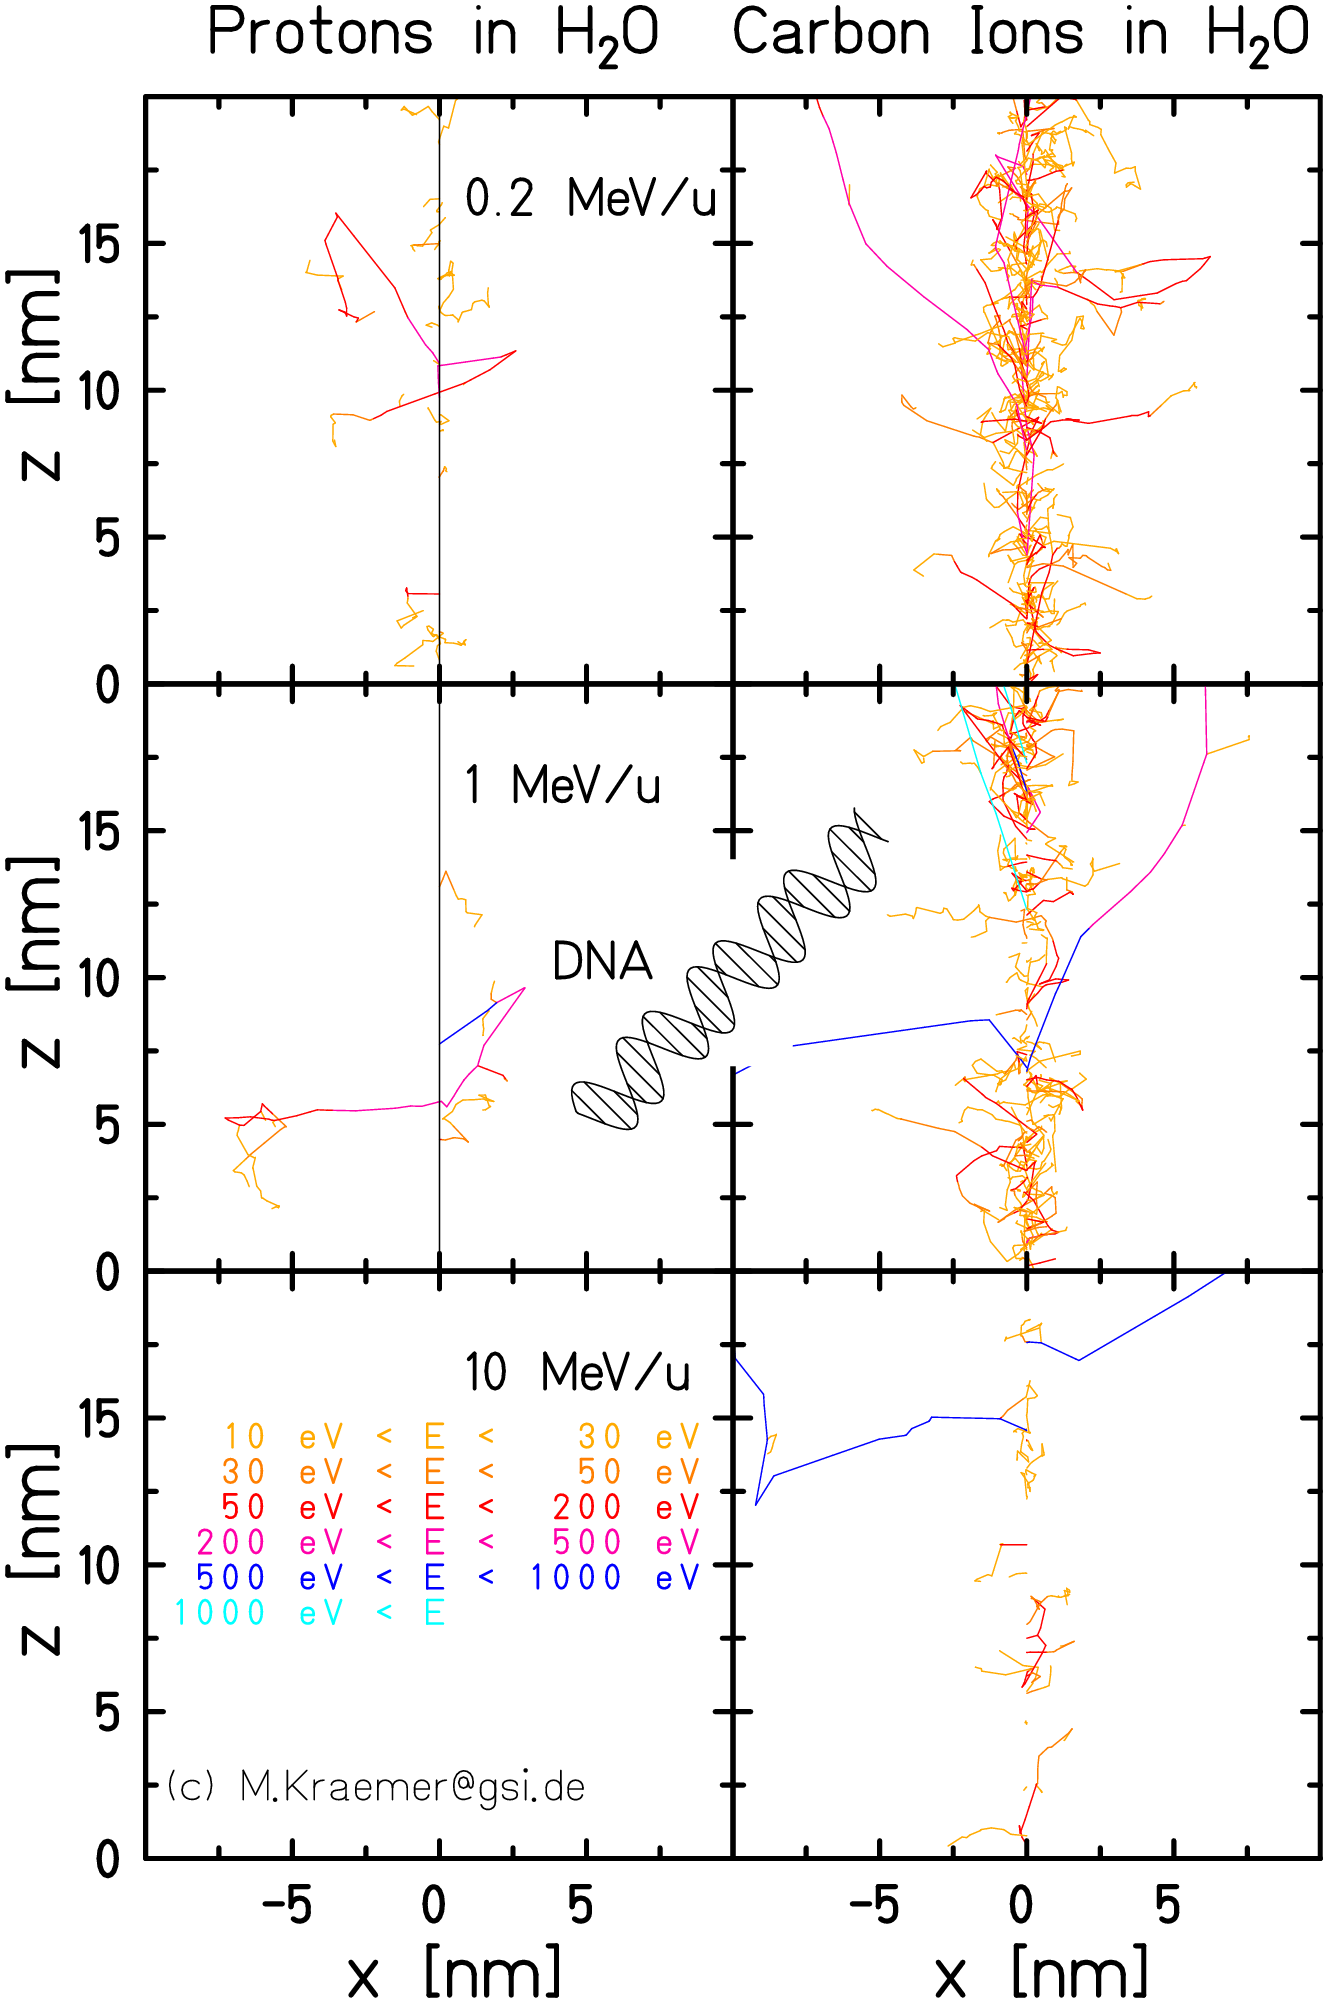 Protons in H2O Carbon Ions in H2O
0.2 MeV/u
15
10
5
0
z [nm]
1 MeV/u
DNA
15
10
5
0
z [nm]
10 MeV/u
10 eV < E < 30 eV
30 eV < E < 50 eV
50 eV < E < 200 eV
200 eV < E < 500 eV
500 eV < E < 1000 eV
1000 eV < E
15
10
5
0
z [nm]
(c) M.Kraemer@gsi.de
-5 0 5 -5 0 5
x [nm] x [nm]